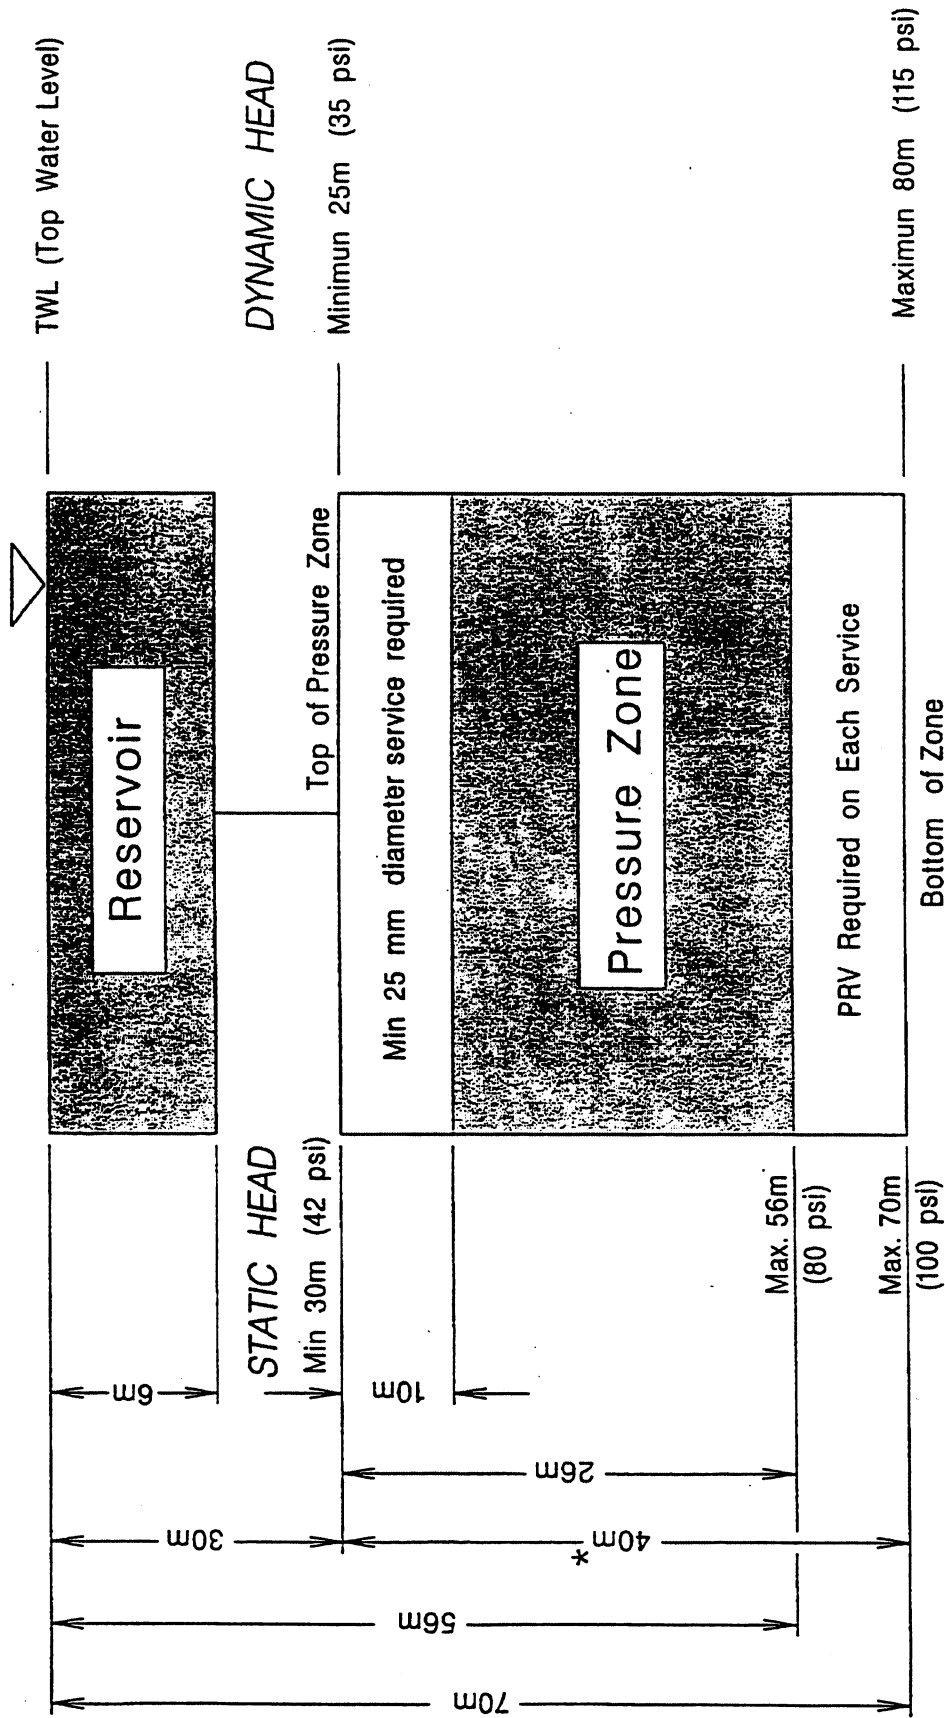 TWL (Top Water Level)
Reservoir
6m
STATIC HEAD
DYNAMIC HEAD
Min 30m (42 psi)
Top of Pressure Zone
Minimun 25m (35 psi)
10m
Min 25 mm diameter service required
Pressure Zone
26m
30m
*40m
56m
70m
Max. 56m
(80 psi)
PRV Required on Each Service
Max. 70m
(100 psi)
Maximun 80m (115 psi)
Bottom of Zone